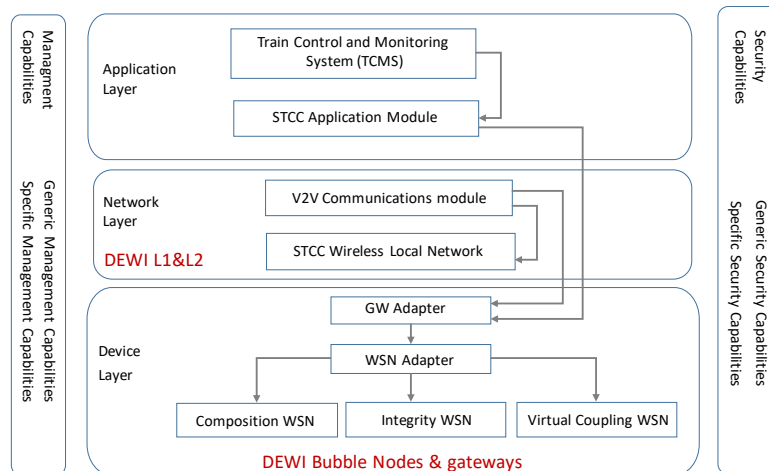 Managment
Capabilities
Generic Management Capabilities
Specific Management Capabilities
Application
Layer
Train Control and Monitoring
System (TCMS)
STCC Application Module
Network
Layer
DEWI L1&L2
V2V Communications module
STCC Wireless Local Network
Device
Layer
GW Adapter
WSN Adapter
Composition WSN
Integrity WSN
Virtual Coupling WSN
DEWI Bubble Nodes & gateways
Security
Capabilities
Generic Security Capabilities
Specific Security Capabilities